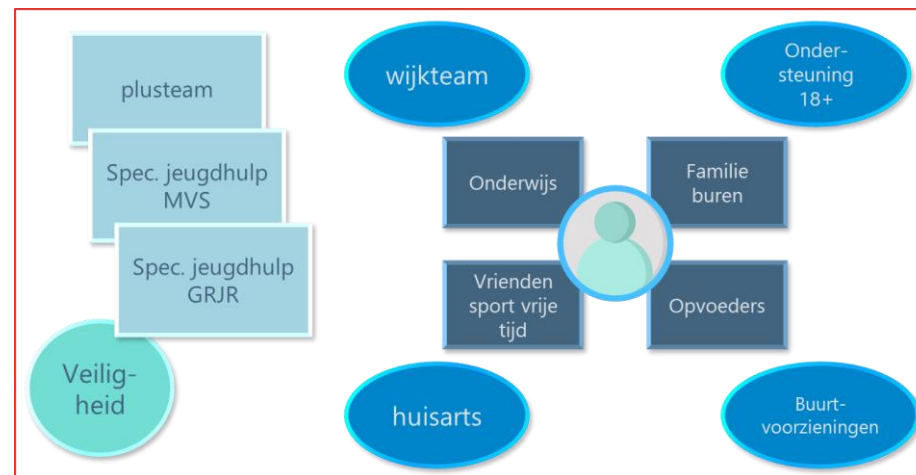 plusteam
Spec. jeugdhulp
MVS
Spec. jeugdhulp
GRJR
Veilig-
heid
wijkteam
Onder-
steuning
18+
Onderwijs
Familie
buren
Vrienden
sport vrije
tijd
Opvoeders
huisarts
Buurt-
voorzieningen